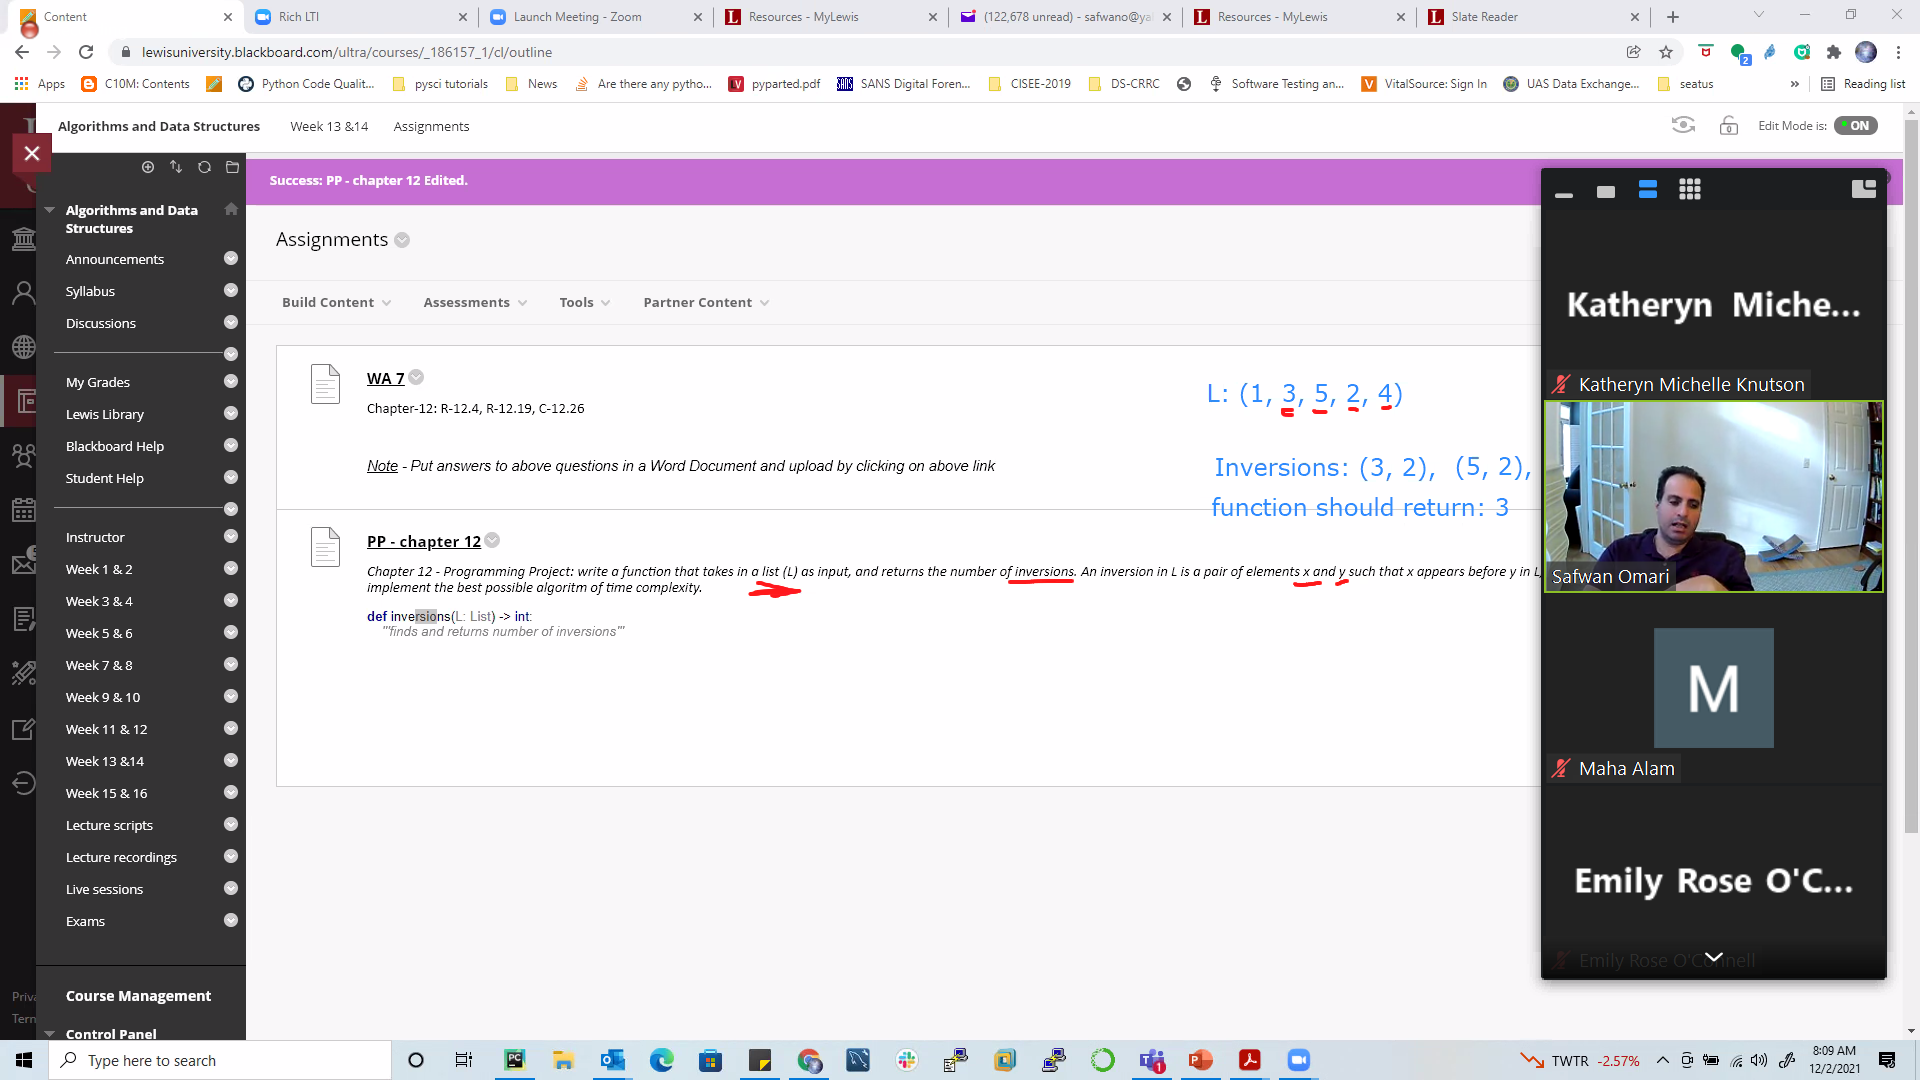 Content
Rich LTI
Launch Meeting - Zoom
Resources - MyLewis
(122,678 unread) - safwano@ya
Resources - MyLewis
Slate Reader
lewisuniversity.blackboard.com/ultra/courses/_186157_1/cl/outline
2
Apps
C10M: Contents
Python Code Qualit...
pysci tutorials
News
Are there any pytho...
pyparted.pdf
SANS Digital Foren...
CISEE-2019
DS-CRRC
Software Testing an...
VitalSource: Sign In
UAS Data Exchange...
seatus
»
Reading list
Algorithms and Data Structures
Week 13 &14
Assignments
Edit Mode is:
ON
Success: PP - chapter 12 Edited.
Algorithms and Data
Structures
Announcements
Syllabus
Discussions
My Grades
Lewis Library
Blackboard Help
Student Help
Instructor
Week 1 & 2
Week 3 & 4
Week 5 & 6
Week 7 & 8
Week 9 & 10
Week 11 & 12
Week 13 &14
Week 15 & 16
Lecture scripts
Lecture recordings
Live sessions
Exams
Course Management
Control Panel
Priva
Term
Assignments
Build Content
Assessments
Tools
Partner Content
WA 7
Chapter-12: R-12.4, R-12.19, C-12.26
Note - Put answers to above questions in a Word Document and upload by clicking on above link
L: (1, 3, 5, 2, 4)
Inversions: (3, 2), (5, 2),
function should return: 3
PP - chapter 12
Chapter 12 - Programming Project: write a function that takes in a list (L) as input, and returns the number of inversions. An inversion in L is a pair of elements x and y such that x appears before y in L
implement the best possible algoritm of time complexity.
def inversions(L: List) -> int:
'''finds and returns number of inversions'''
Katheryn Miche...
Katheryn Michelle Knutson
Safwan Omari
M
Maha Alam
Emily Rose O'C...
Emily Rose O'Connell
Type here to search
TWTR -2.57%
8:09 AM
12/2/2021